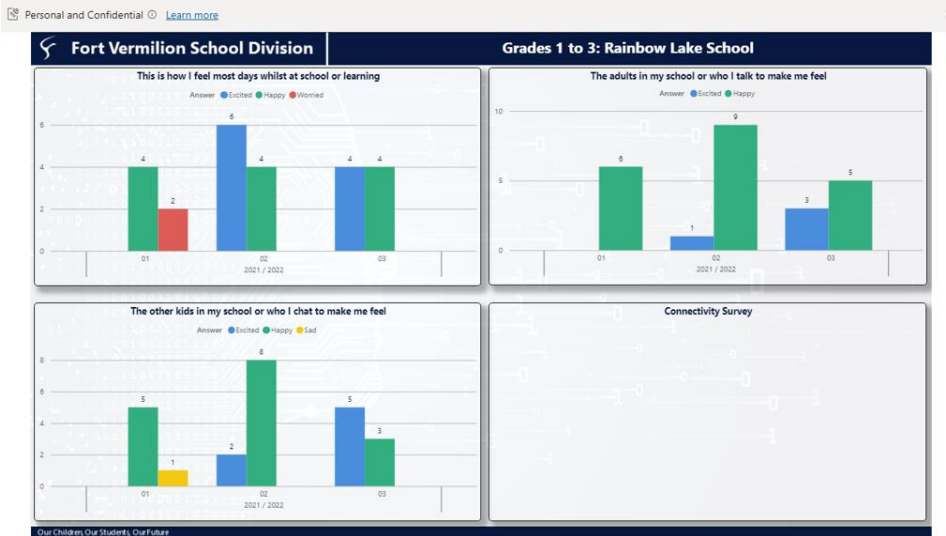 Personal and Confidential Learn more
Fort Vermilion School Division
Grades 1 to 3: Rainbow Lake School
This is how I feel most days whilst at school or learning
Answer Excited Happy Worried
6
4
2
0
4
2
6
4
4
4
01
02
03
2021 / 2022
The adults in my school or who I talk to make me feel
Answer Excited Happy
10
5
0
6
1
9
3
5
01
02
03
2021 / 2022
The other kids in my school or who I chat to make me feel
Answer Excited Happy Sad
8
6
4
2
0
5
1
2
8
5
3
01
02
03
2021 / 2022
Connectivity Survey
Our Children, Our Students, Our Future